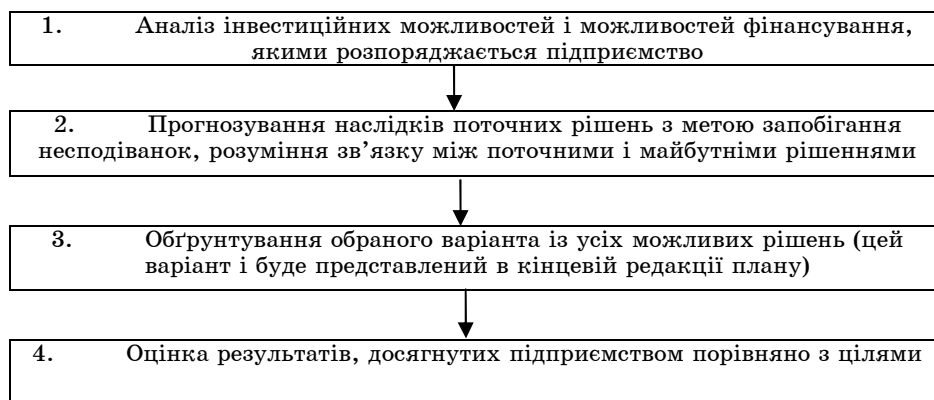 1. Аналіз інвестиційних можливостей і можливостей фінансування,
якими розпоряджається підприємство
2. Прогнозування наслідків поточних рішень з метою запобігання
несподіванок, розуміння зв’язку між поточними і майбутніми рішеннями
3. Обґрунтування обраного варіанта із усіх можливих рішень (цей
варіант і буде представлений в кінцевій редакції плану)
4. Оцінка результатів, досягнутих підприємством порівняно з цілями